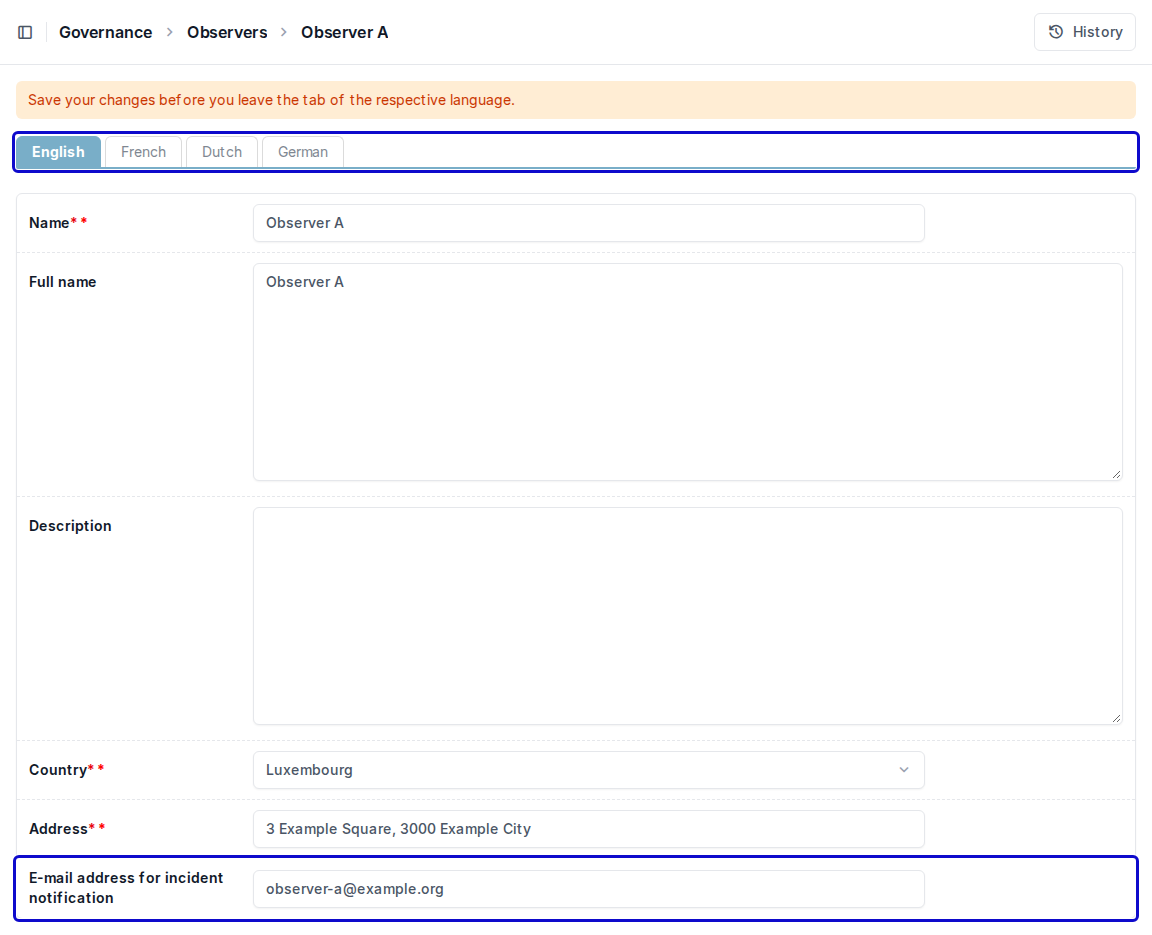 Governance > Observers > Observer A
History
Save your changes before you leave the tab of the respective language.
English French Dutch German
Name** Observer A
Full name Observer A
Description
Country** Luxembourg
Address** 3 Example Square, 3000 Example City
E-mail address for incident
notification
observer-a@example.org